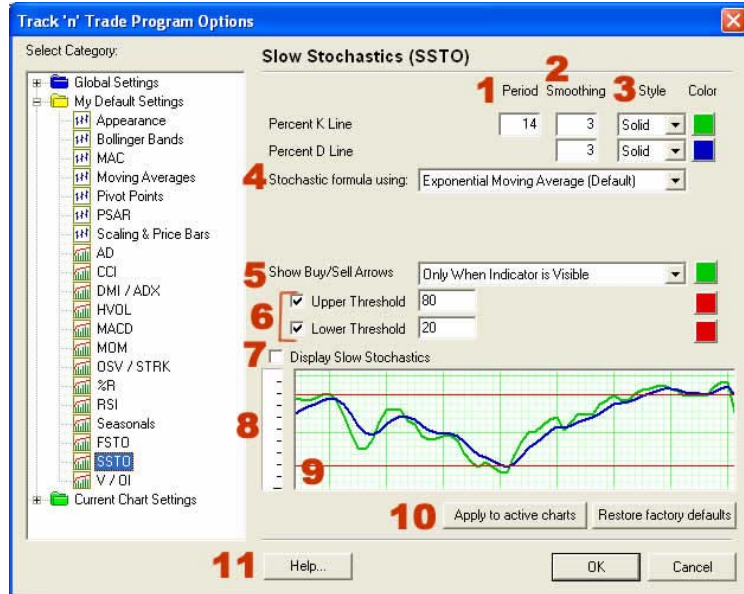 Track 'n' Trade Program Options
Select Category:
Global Settings
My Default Settings
Appearance
Bollinger Bands
MAC
Moving Averages
Pivot Points
PSAR
Scaling & Price Bars
AD
CCI
DMI / ADX
HVOL
MACD
MOM
OSV / STRK
%R
RSI
Seasonals
FSTO
SSTO
V / OI
Current Chart Settings
Slow Stochastics (SSTO)
1 Period 2 Smoothing 3 Style Color
Percent K Line 14 3 Solid
Percent D Line 3 Solid
4 Stochastic formula using: Exponential Moving Average (Default)
5 Show Buy/Sell Arrows Only When Indicator is Visible
6 Upper Threshold 80
Lower Threshold 20
7 Display Slow Stochastics
8
9
10 Apply to active charts Restore factory defaults
11 Help... OK Cancel